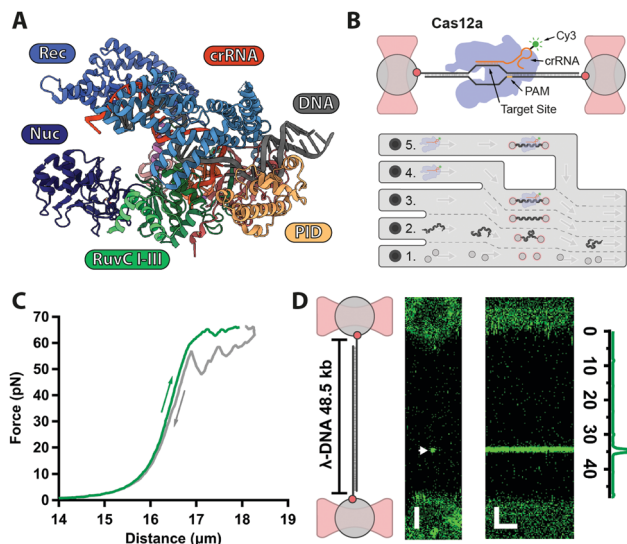 A
Rec
crRNA
DNA
Nuc
PID
RuvC I-III
B
Cas12a
Cy3
crRNA
PAM
Target Site
5.
4.
3.
2.
1.
C
Force (pN)
70
60
50
40
30
20
10
0
14 15 16 17 18 19
Distance (µm)
D
λ-DNA 48.5 kb
0
10
20
30
40